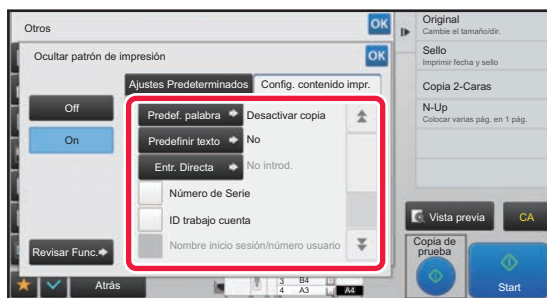 Otros
OK
Ocultar patrón de impresión
OK
Ajustes Predeterminados
Config. contenido impr.
Off
On
Predef. palabra
Desactivar copia
Predefinir texto
No
Entr. Directa
No introd.
Número de Serie
ID trabajo cuenta
Nombre inicio sesión/número usuario
Revisar Func.
Atrás
3 B4
4 A3
A4
Original
Cambie el tamaño/dir.
Sello
Imprimir fecha y sello
Copia 2-Caras
N-Up
Colocar varias pág. en 1 pág.
Vista previa
CA
Copia de
prueba
Start